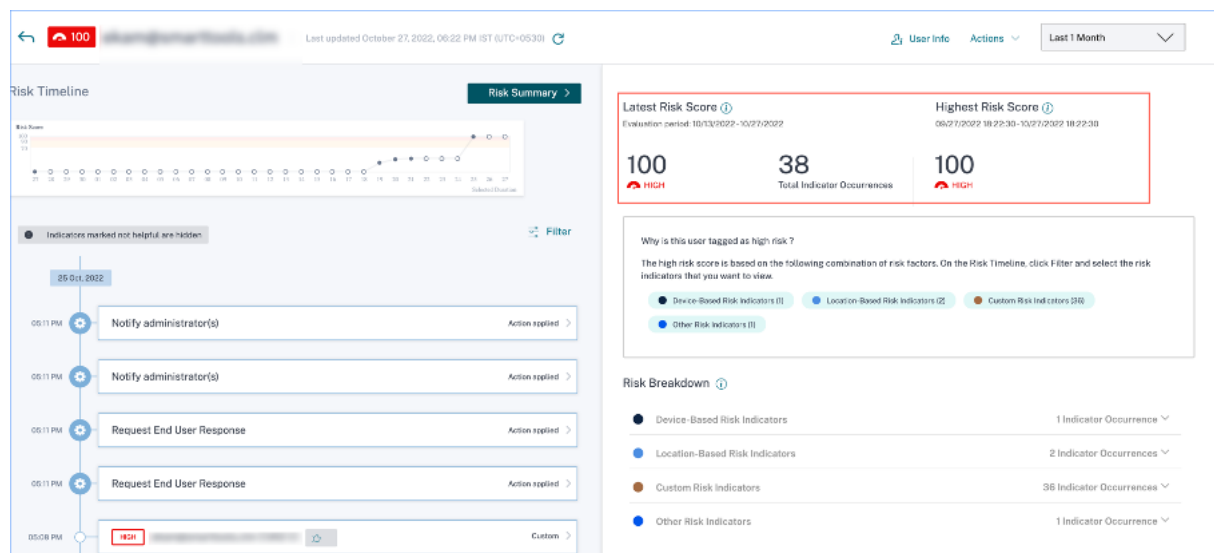 100
Last updated October 27, 2022, 06:22 PM IST (UTC+0530)
User Info
Actions
Last 1 Month
Risk Timeline
Risk Summary >
Risk Score
100
Selected Duration
Indicators marked not helpful are hidden
Filter
25 Oct, 2022
05:11 PM Notify administrator(s) Action applied >
05:11 PM Notify administrator(s) Action applied >
05:11 PM Request End User Response Action applied >
05:11 PM Request End User Response Action applied >
05:08 PM HIGH Custom >
Latest Risk Score
Evaluation period: 10/13/2022-10/27/2022
100
HIGH
38
Total Indicator Occurrences
Highest Risk Score
09/27/2022 18:22:30-10/27/2022 18:22:30
100
HIGH
Why is this user tagged as high risk ?
The high risk score is based on the following combination of risk factors. On the Risk Timeline, click Filter and select the risk
indicators that you want to view.
Device-Based Risk Indicators (1)
Location-Based Risk Indicators (2)
Custom Risk Indicators (36)
Other Risk Indicators (1)
Risk Breakdown
Device-Based Risk Indicators 1 Indicator Occurrence
Location-Based Risk Indicators 2 Indicator Occurrences
Custom Risk Indicators 36 Indicator Occurrences
Other Risk Indicators 1 Indicator Occurrence